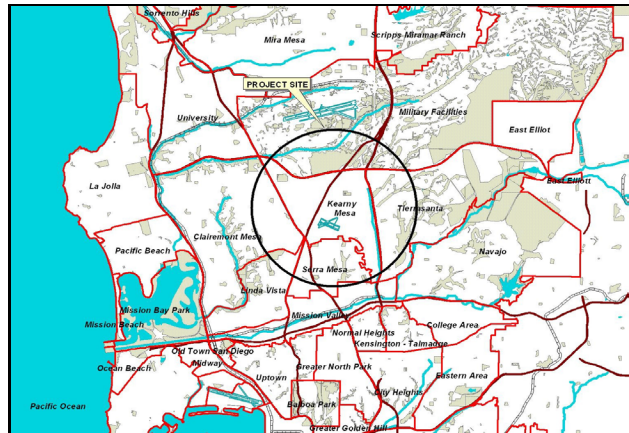 Sorrento Hills
Scripps Miramar Ranch
Mira Mesa
PROJECT SITE
University
Military Facilities
East Elliot
East Elliott
La Jolla
Kearny
Mesa
Tierrasanta
Clairemont Mesa
Pacific Beach
Navajo
Serra Mesa
Linda Vista
Mission Bay Park
Mission Valley
Mission Beach
Normal Heights
College Area
Kensington - Talmadge
Old Town San Diego
Midway
Ocean Beach
Greater North Park
Uptown
Eastern Area
City Heights
Balboa Park
Pacific Ocean
Greater Golden Hill